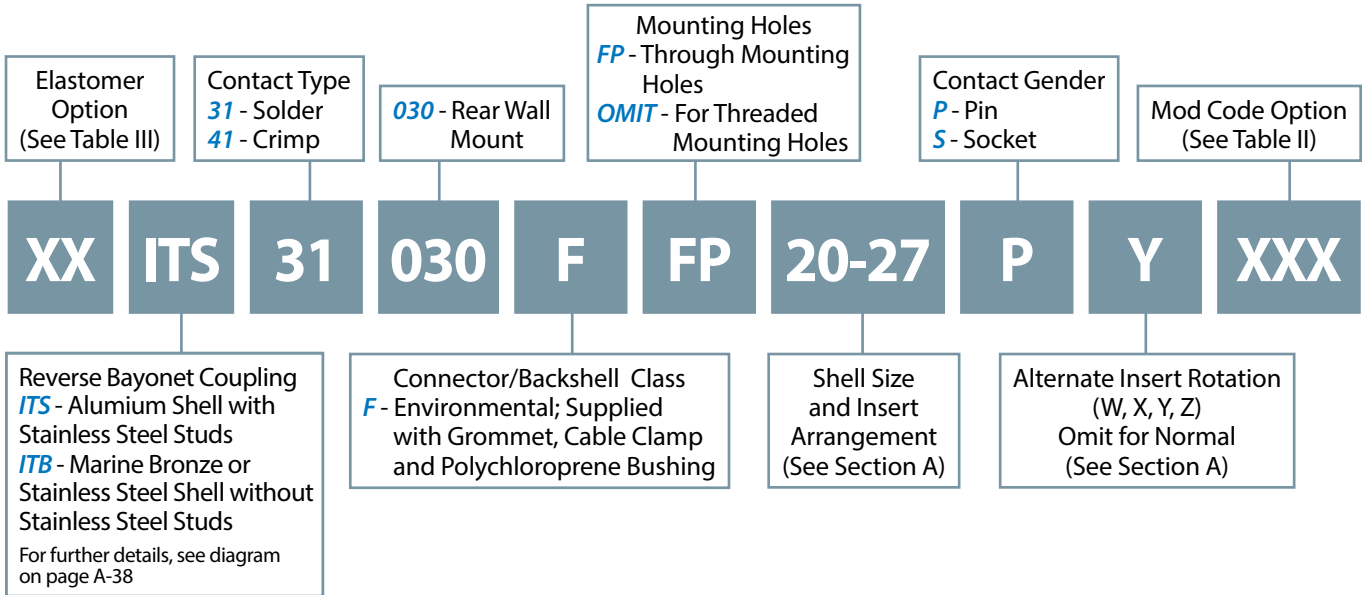 Elastomer
Option
(See Table III)
Contact Type
31 - Solder
41 - Crimp
030 - Rear Wall
Mount
Mounting Holes
FP - Through Mounting
Holes
OMIT - For Threaded
Mounting Holes
Contact Gender
P - Pin
S - Socket
Mod Code Option
(See Table II)
XX ITS 31 030 F FP 20-27 P Y XXX
Reverse Bayonet Coupling
ITS - Alumium Shell with
Stainless Steel Studs
ITB - Marine Bronze or
Stainless Steel Shell without
Stainless Steel Studs
For further details, see diagram
on page A-38
Connector/Backshell Class
F - Environmental; Supplied
with Grommet, Cable Clamp
and Polychloroprene Bushing
Shell Size
and Insert
Arrangement
(See Section A)
Alternate Insert Rotation
(W, X, Y, Z)
Omit for Normal
(See Section A)